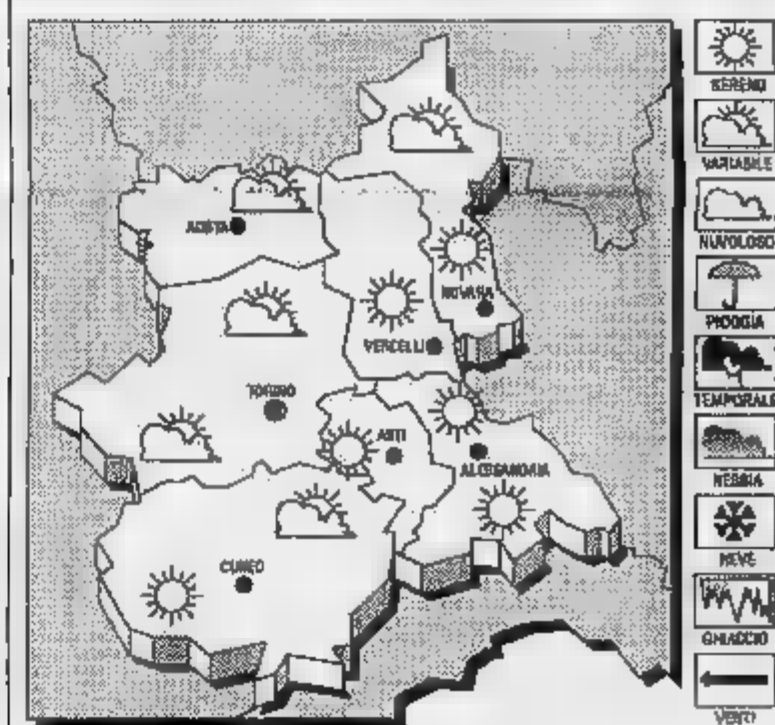 SERENO
VARIABILE
NUVOLOSO
PIOGGIA
TEMPORALE
NEBBIA
NEVE
GHIACCIO
VENTI
AOSTA
NOVARA
VERCELLI
TORINO
ASTI
ALESSANDRIA
CUNEO